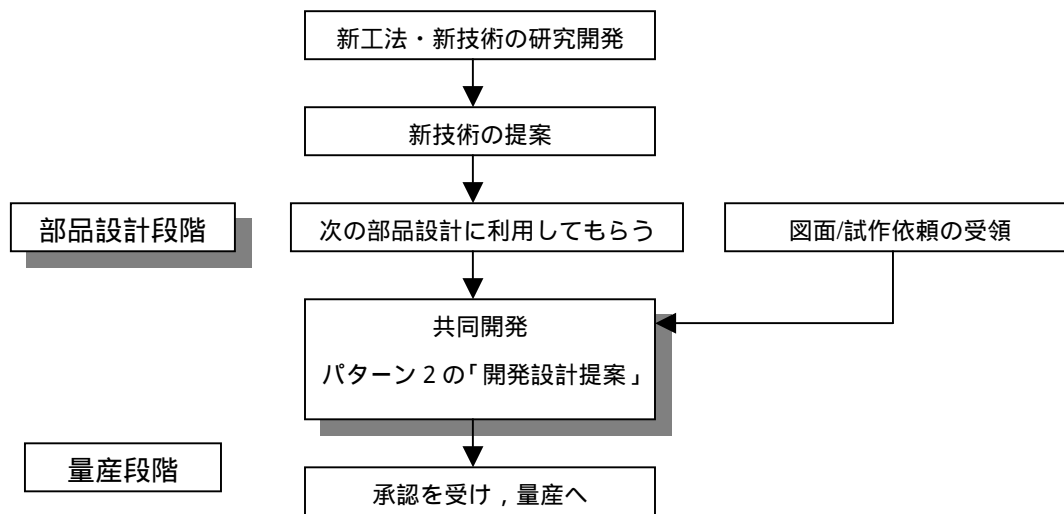 新工法・新技術の研究開発
新技術の提案
部品設計段階
次の部品設計に利用してもらう
図面/試作依頼の受領
共同開発
パターン2の「開発設計提案」
量産段階
承認を受け,量産へ